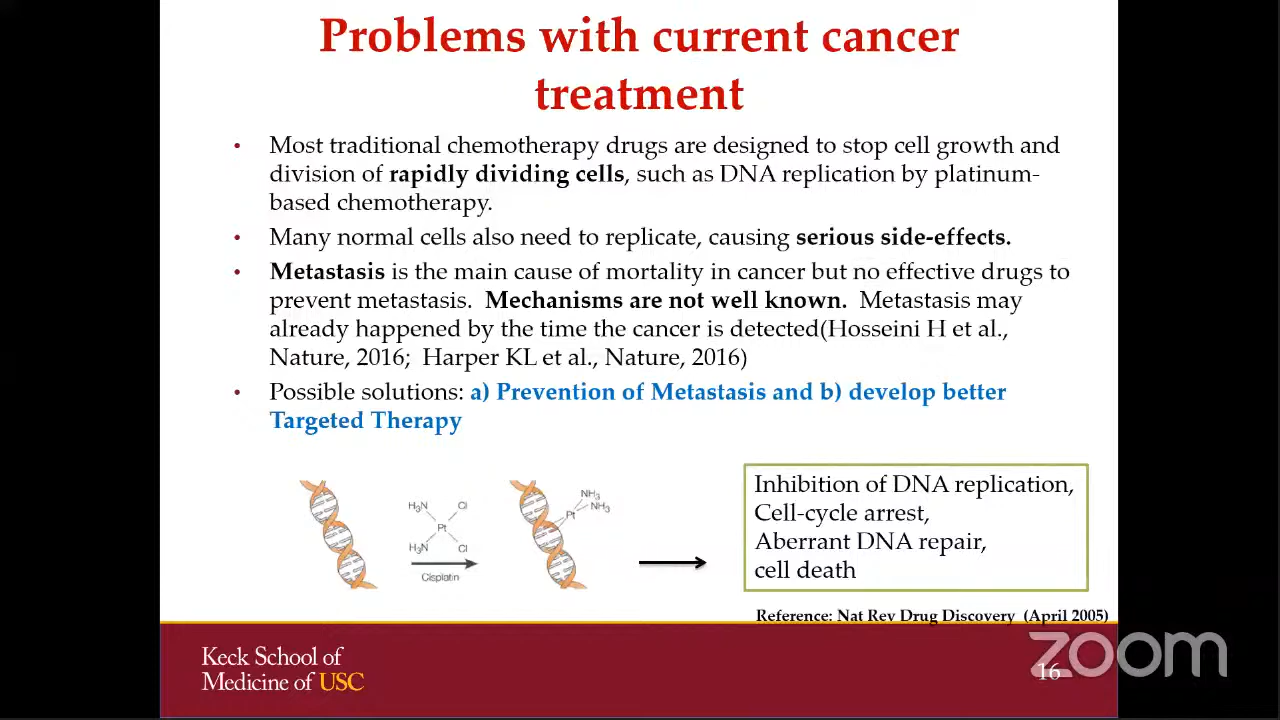 Problems with current cancer
treatment
• Most traditional chemotherapy drugs are designed to stop cell growth and
division of rapidly dividing cells, such as DNA replication by platinum-
based chemotherapy.
• Many normal cells also need to replicate, causing serious side-effects.
• Metastasis is the main cause of mortality in cancer but no effective drugs to
prevent metastasis. Mechanisms are not well known. Metastasis may
already happened by the time the cancer is detected(Hosseini H et al.,
Nature, 2016; Harper KL et al., Nature, 2016)
• Possible solutions: a) Prevention of Metastasis and b) develop better
Targeted Therapy
H₃N Cl
Pt
H₃N Cl
Cisplatin
NH₃
NH₃
Pt
Inhibition of DNA replication,
Cell-cycle arrest,
Aberrant DNA repair,
cell death
Reference: Nat Rev Drug Discovery (April 2005)
Keck School of
Medicine of USC
zoom
16